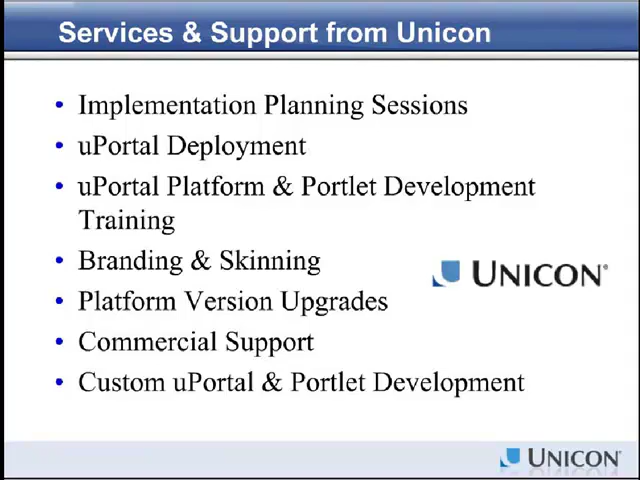 Services & Support from Unicon
• Implementation Planning Sessions
• uPortal Deployment
• uPortal Platform & Portlet Development
Training
• Branding & Skinning
• Platform Version Upgrades
• Commercial Support
• Custom uPortal & Portlet Development
UNICON®
UNICON®